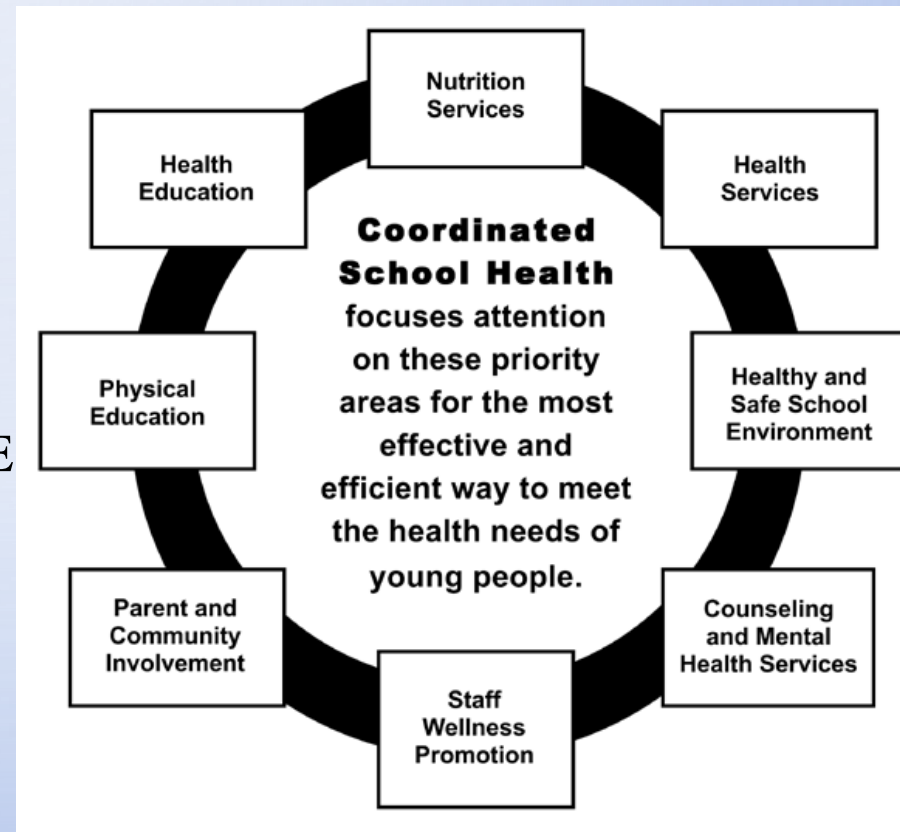 Nutrition
Services
Health
Education
Health
Services
Coordinated
School Health
focuses attention
on these priority
areas for the most
effective and
efficient way to meet
the health needs of
young people.
Physical
Education
Healthy and
Safe School
Environment
E
Parent and
Community
Involvement
Counseling
and Mental
Health Services
Staff
Wellness
Promotion